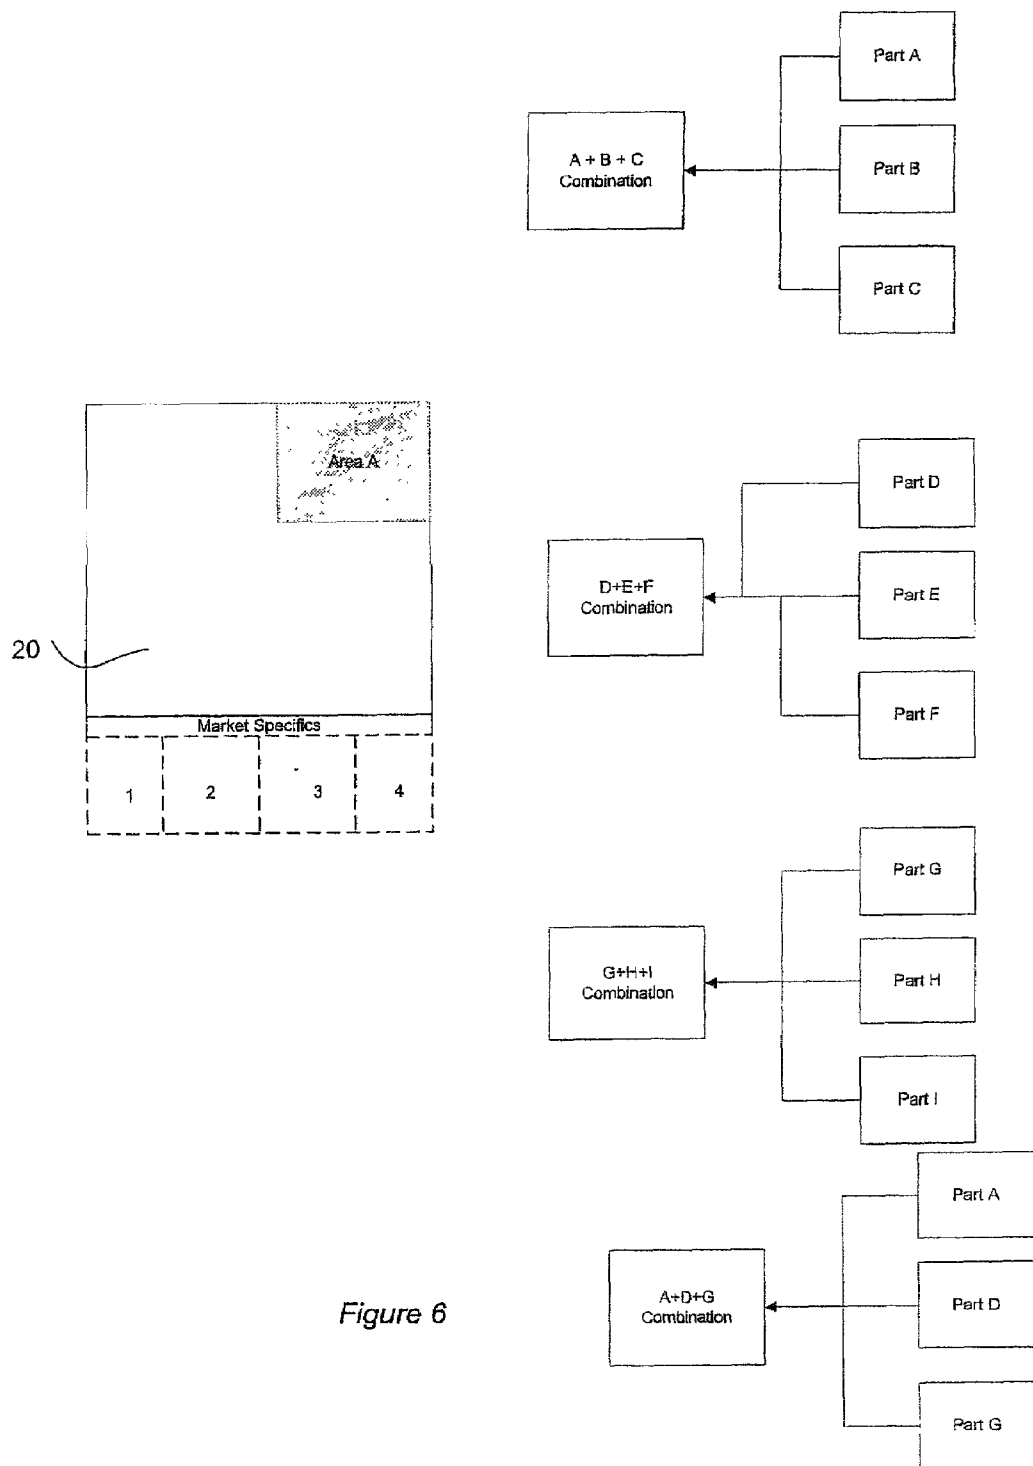 Part A
A + B + C
Combination
Part B
Part C
Area A
Part D
D+E+F
Combination
Part E
Part F
20
Market Specifics
1 2 3 4
Part G
G+H+I
Combination
Part H
Part I
Part A
A+D+G
Combination
Part D
Part G
Figure 6